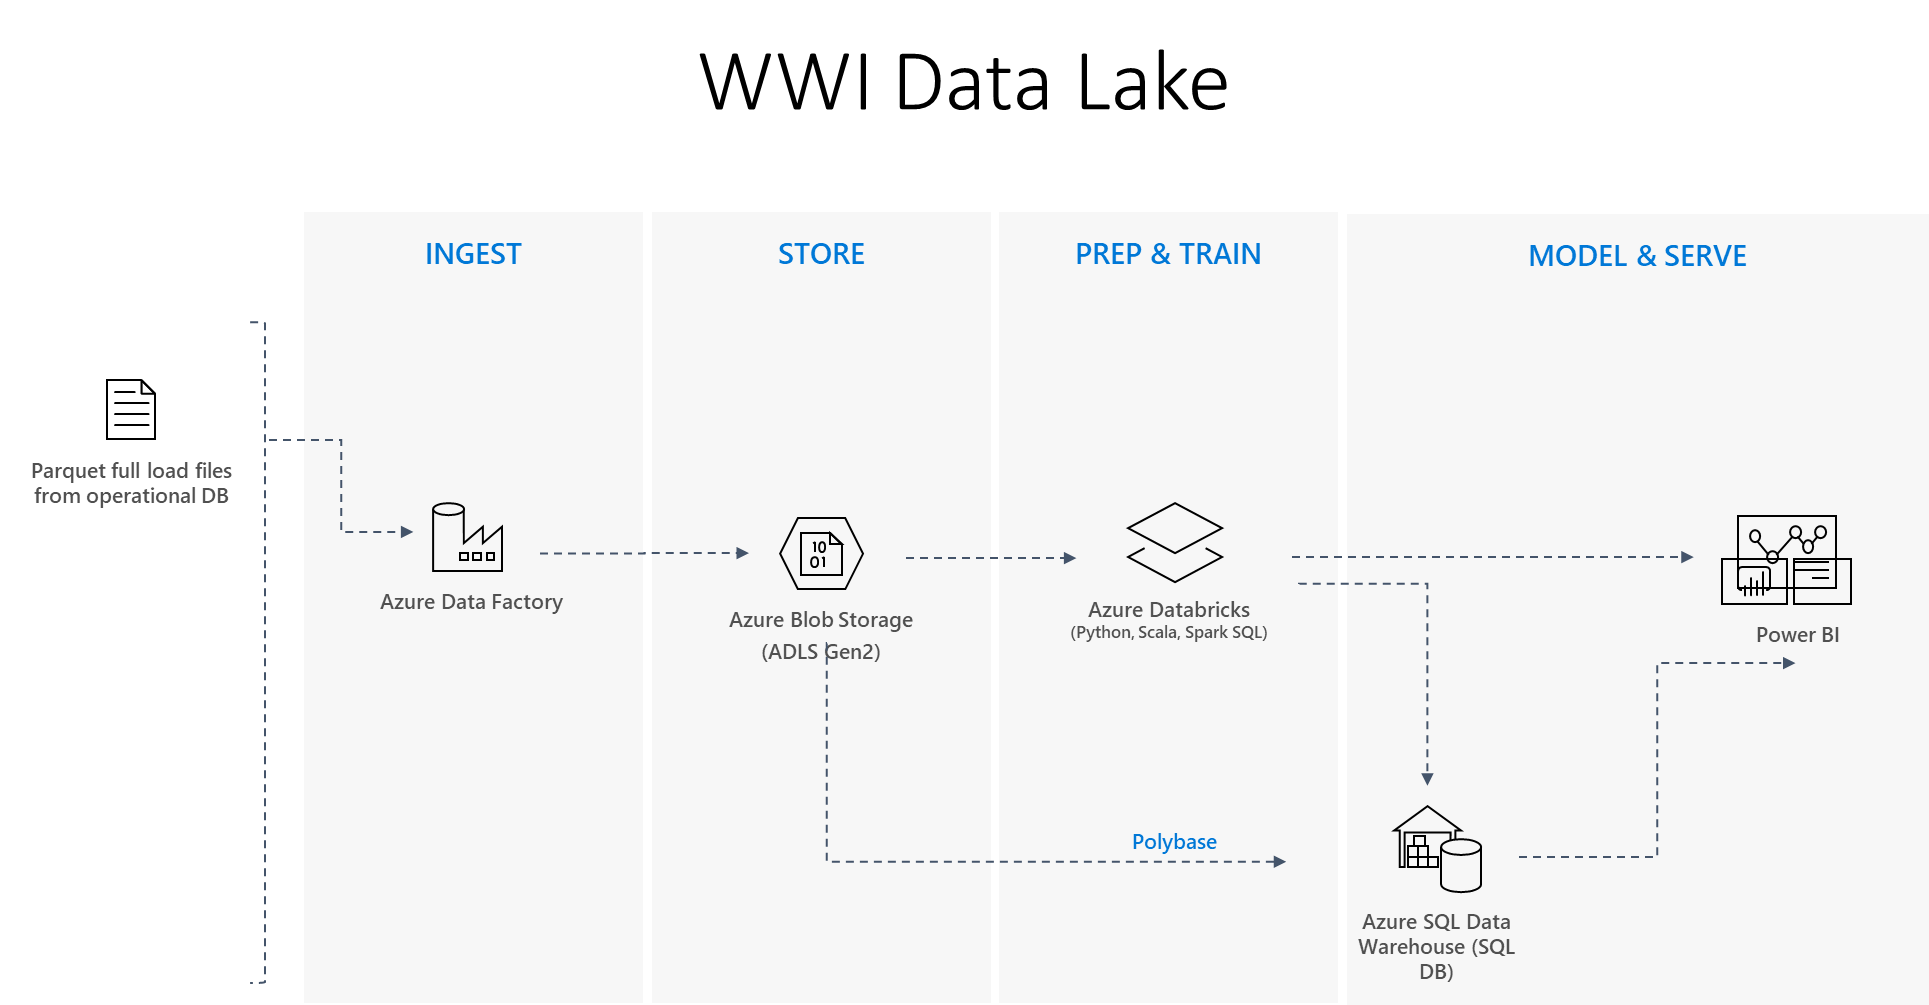 WWI Data Lake
INGEST
STORE
PREP & TRAIN
MODEL & SERVE
Parquet full load files
from operational DB
Azure Data Factory
10
01
Azure Blob Storage
(ADLS Gen2)
Azure Databricks
(Python, Scala, Spark SQL)
Power BI
Polybase
Azure SQL Data
Warehouse (SQL
DB)